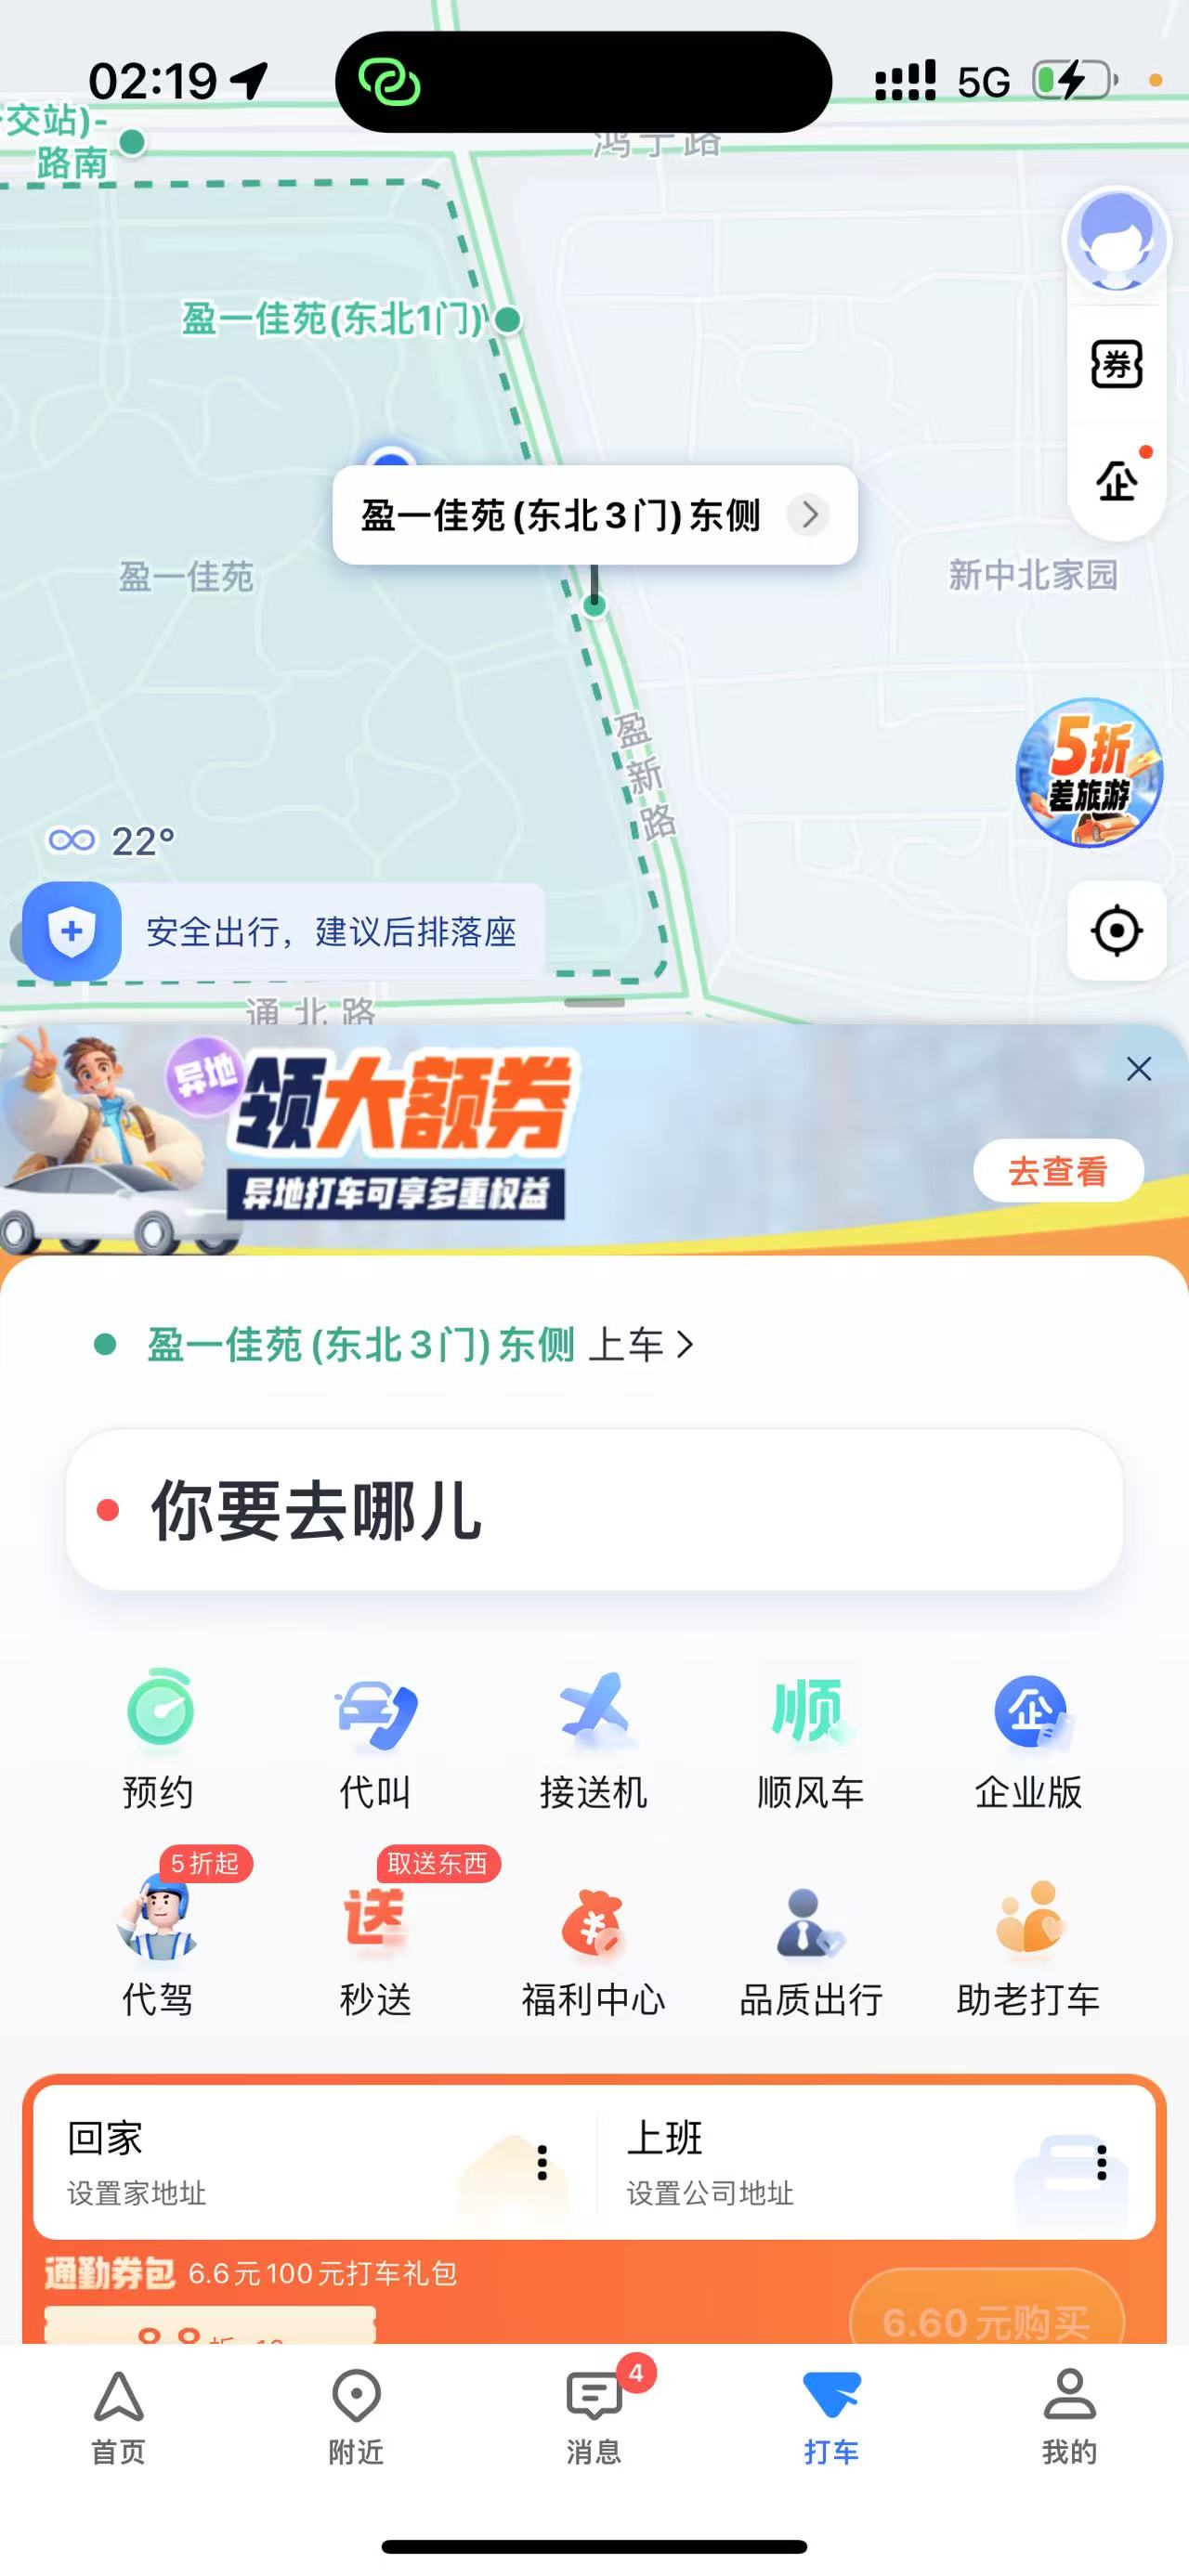 02:19
5G
交站)-
路南
盈一佳苑(东北1门)
券
盈一佳苑(东北3门)东侧
企
盈一佳苑
新中北家园
盈新路
5折
差旅游
22°
安全出行，建议后排落座
通北路
异地
领大额券
异地打车可享多重权益
去查看
盈一佳苑(东北3门)东侧 上车
你要去哪儿
顺
企
预约
代叫
接送机
顺风车
企业版
5折起
取送东西
送
代驾
秒送
福利中心
品质出行
助老打车
回家
上班
设置家地址
设置公司地址
通勤券包 6.6元100元打车礼包
6.60元购买
4
首页
附近
消息
打车
我的